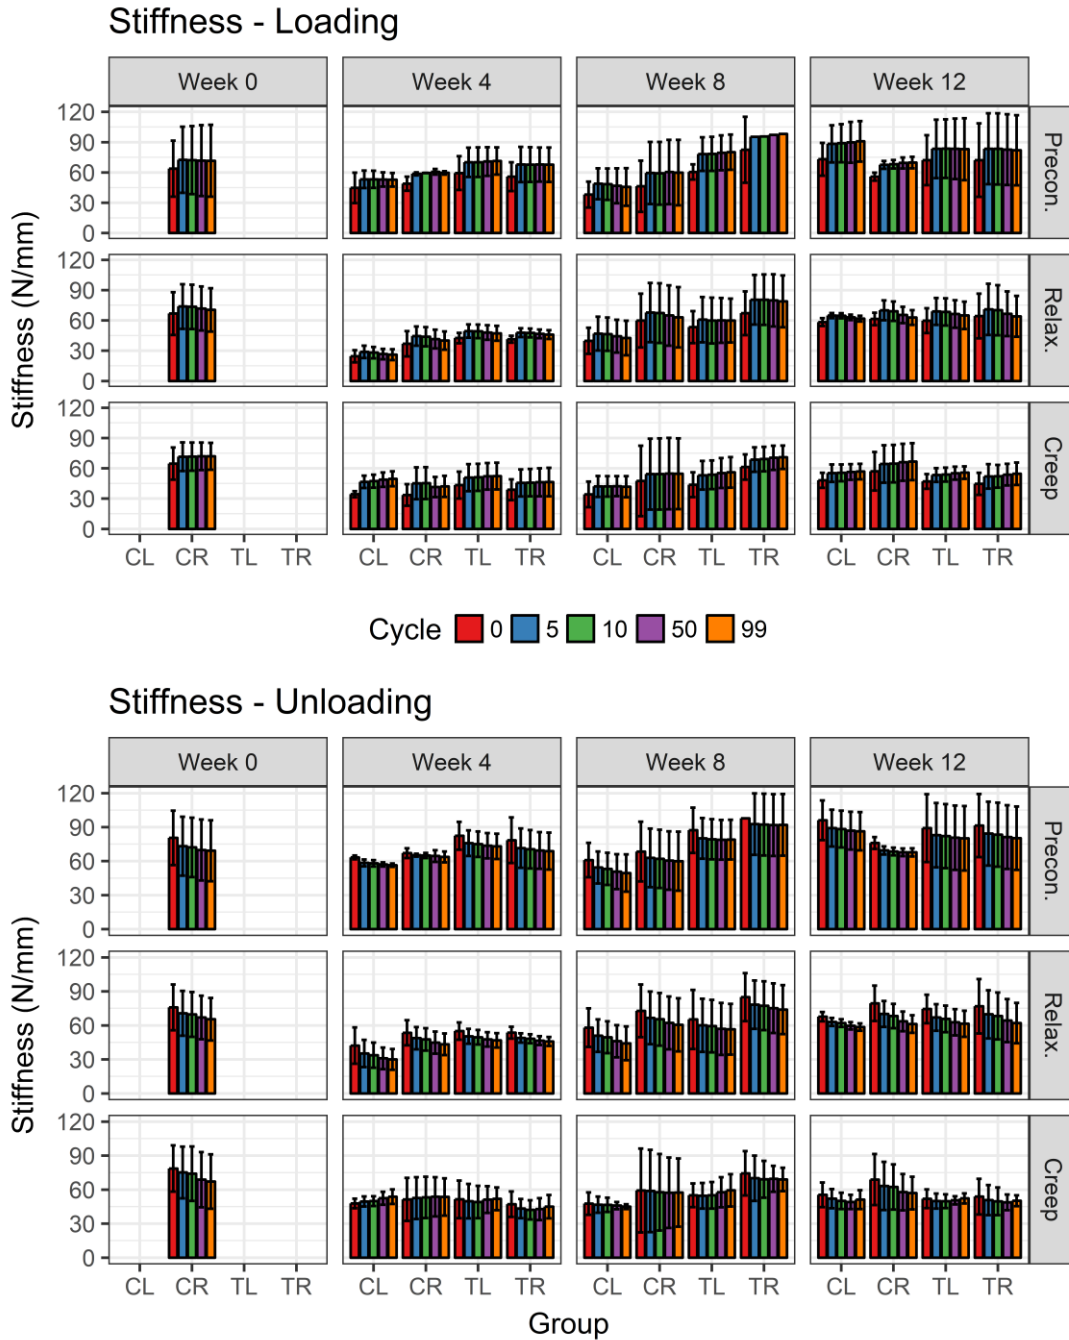 Stiffness - Loading
Week 0 Week 4 Week 8 Week 12
120
90
60
30
0
Precon.
120
90
60
30
0
Relax.
120
90
60
30
0
Creep
Stiffness (N/mm)
CL CR TL TR CL CR TL TR CL CR TL TR CL CR TL TR
Cycle 0 5 10 50 99
Stiffness - Unloading
Week 0 Week 4 Week 8 Week 12
120
90
60
30
0
Precon.
120
90
60
30
0
Relax.
120
90
60
30
0
Creep
Stiffness (N/mm)
CL CR TL TR CL CR TL TR CL CR TL TR CL CR TL TR
Group